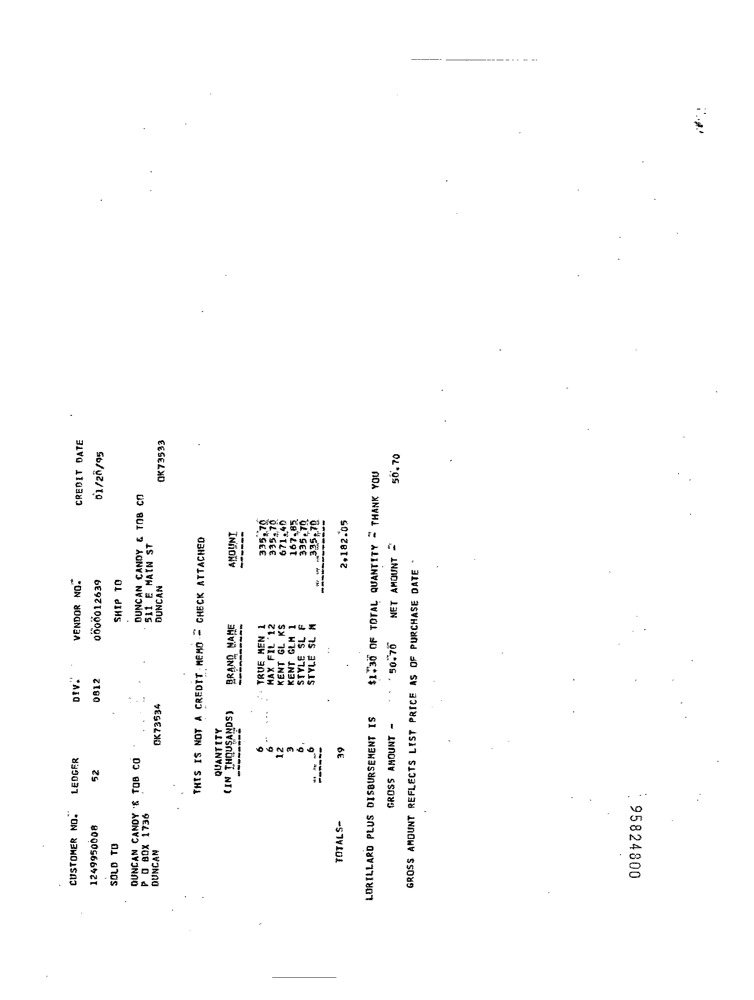 CUSTOMER NO. LEDGER DIV. VENDOR NO. CREDIT DATE
1249950008 52 0812 0000012639 01/26/95
SOLD TO SHIP TO
DUNCAN CANDY & TOB CO DUNCAN CANDY & TOB CO
P O BOX 1736 511 E MAIN ST
DUNCAN OK73534 DUNCAN OK73533
THIS IS NOT A CREDIT MEMO - CHECK ATTACHED
QUANTITY
(IN THOUSANDS) BRAND NAME AMOUNT
6 TRUE MEN 1 335.70
6 MAX FIL 12 335.70
12 KENT GL KS 671.40
3 KENT GLM 1 167.85
6 STYLE SL F 335.70
6 STYLE SL M 335.70
TOTALS- 39 2,182.05
LORILLARD PLUS DISBURSEMENT IS $1.30 OF TOTAL QUANTITY - THANK YOU
GROSS AMOUNT - 50.70 NET AMOUNT - 50.70
GROSS AMOUNT REFLECTS LIST PRICE AS OF PURCHASE DATE
95824800